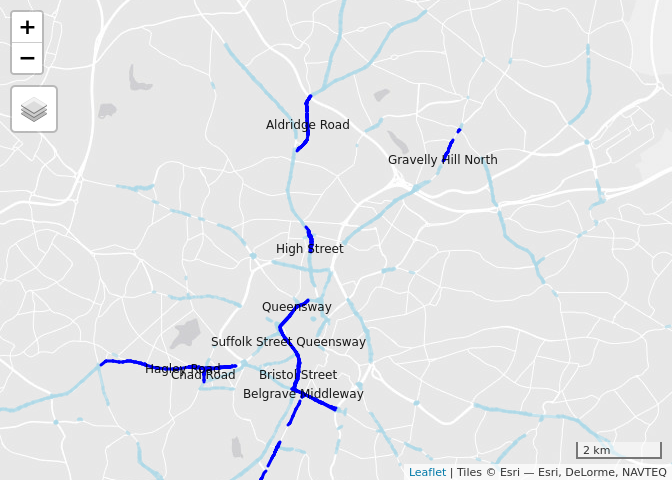 +
−
Aldridge Road
Gravelly Hill North
High Street
Queensway
Suffolk Street Queensway
Hagley Road
Chad Road
Bristol Street
Belgrave Middleway
2 km
Leaflet | Tiles © Esri — Esri, DeLorme, NAVTEQ